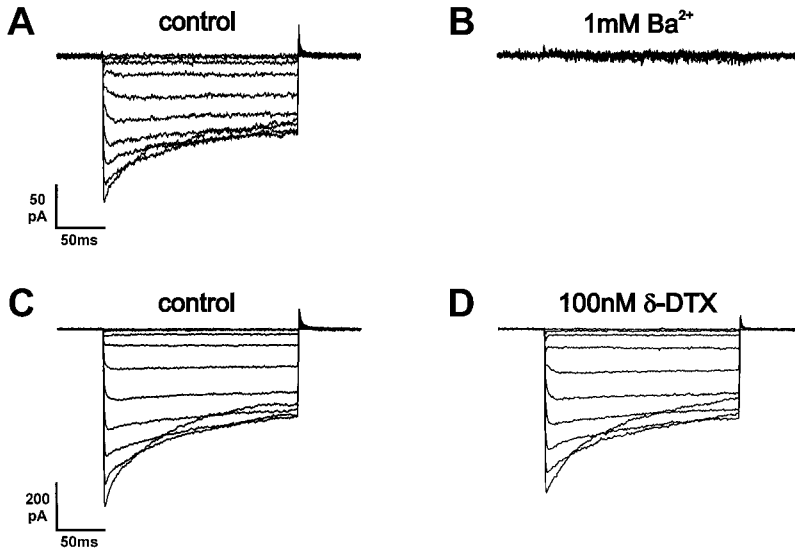 A
control
B
1mM Ba²⁺
50
pA
50ms
C
control
D
100nM δ-DTX
200
pA
50ms